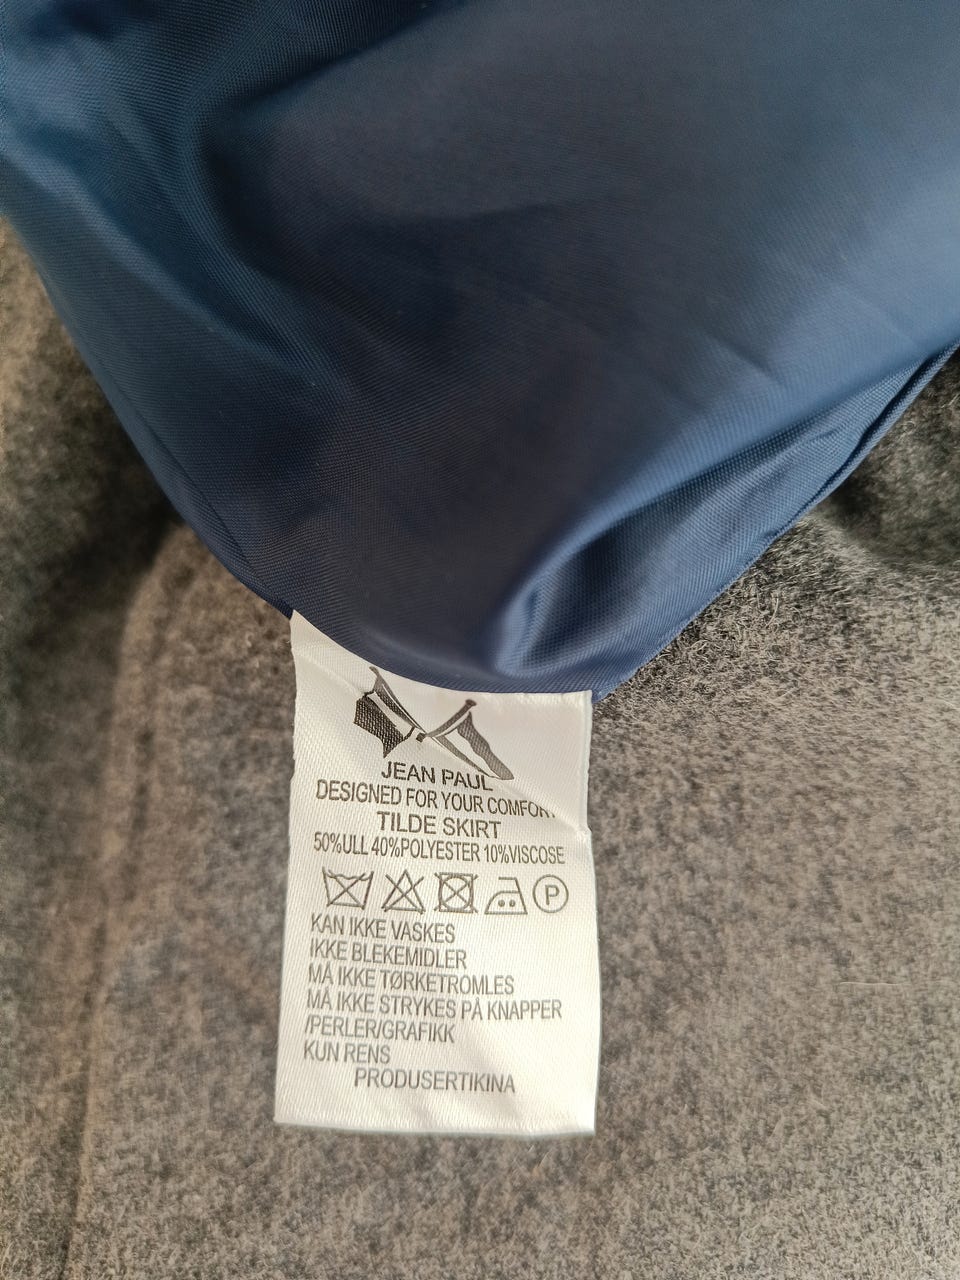 JEAN PAUL
DESIGNED FOR YOUR COMFORT
TILDE SKIRT
50%ULL 40%POLYESTER 10%VISCOSE
P
KAN IKKE VASKES
IKKE BLEKEMIDLER
MÅ IKKE TØRKETROMLES
MÅ IKKE STRYKES PÅ KNAPPER
/PERLER/GRAFIKK
KUN RENS
PRODUSERTIKINA